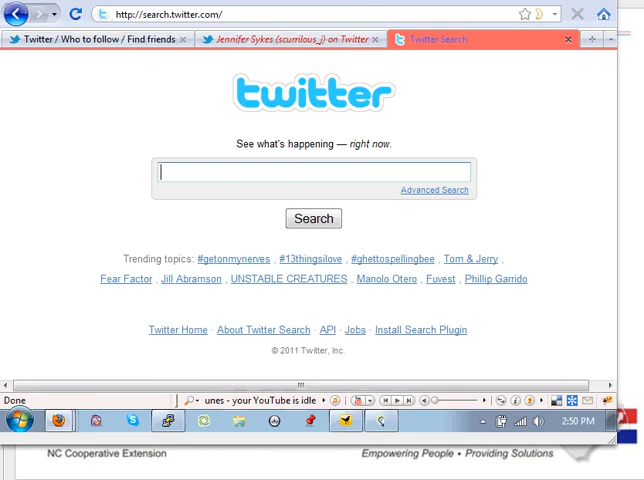 http://search.twitter.com/
Twitter / Who to follow / Find friends
Jennifer Sykes (scurrilous_j) on Twitter
Twitter Search
twitter
See what's happening — right now.
Advanced Search
Search
Trending topics: #getonmynerves , #13thingsilove , #ghettospellingbee , Tom & Jerry ,
Fear Factor , Jill Abramson , UNSTABLE CREATURES , Manolo Otero , Fuvest , Phillip Garrido
Twitter Home · About Twitter Search · API · Jobs · Install Search Plugin
© 2011 Twitter, Inc.
Done
unes - your YouTube is idle
2:50 PM
NC Cooperative Extension
Empowering People • Providing Solutions